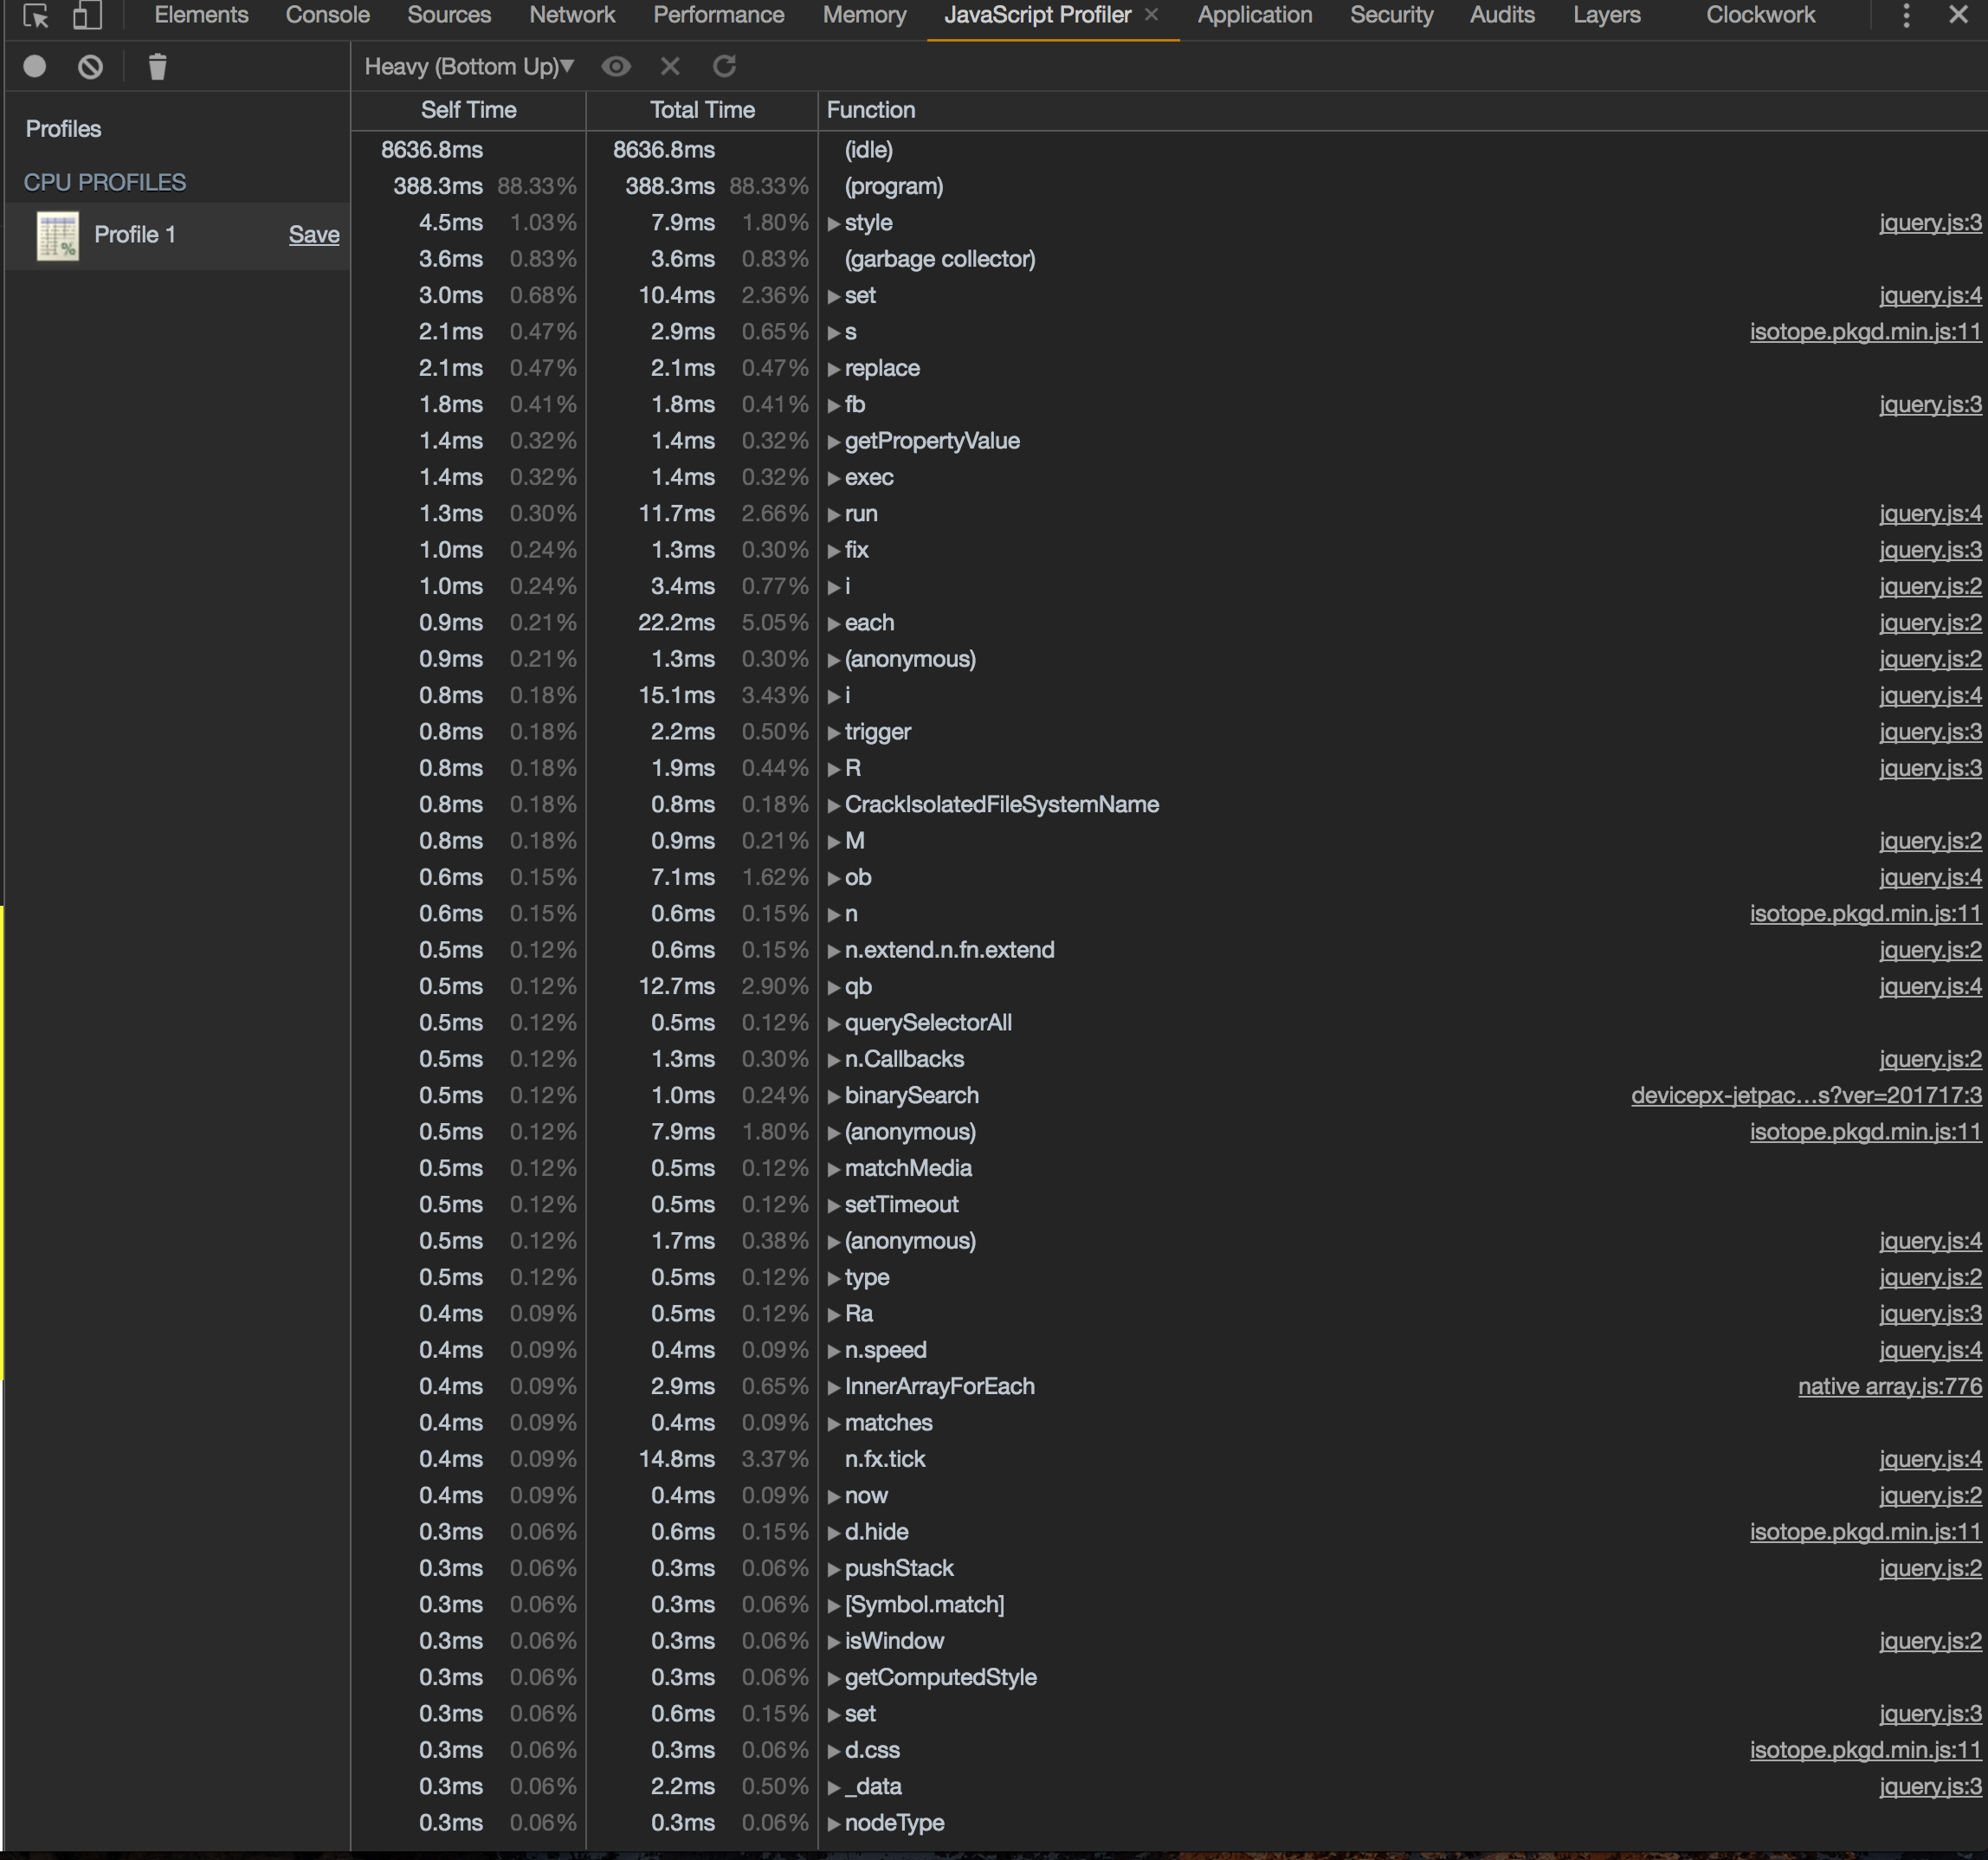 Elements Console Sources Network Performance Memory JavaScript Profiler × Application Security Audits Layers Clockwork
Heavy (Bottom Up)▼
Profiles
CPU PROFILES
Profile 1 Save
Self Time Total Time Function
8636.8ms 8636.8ms (idle)
388.3ms 88.33% 388.3ms 88.33% (program)
4.5ms 1.03% 7.9ms 1.80% style jquery.js:3
3.6ms 0.83% 3.6ms 0.83% (garbage collector)
3.0ms 0.68% 10.4ms 2.36% set jquery.js:4
2.1ms 0.47% 2.9ms 0.65% s isotope.pkgd.min.js:11
2.1ms 0.47% 2.1ms 0.47% replace
1.8ms 0.41% 1.8ms 0.41% fb jquery.js:3
1.4ms 0.32% 1.4ms 0.32% getPropertyValue
1.4ms 0.32% 1.4ms 0.32% exec
1.3ms 0.30% 11.7ms 2.66% run jquery.js:4
1.0ms 0.24% 1.3ms 0.30% fix jquery.js:3
1.0ms 0.24% 3.4ms 0.77% i jquery.js:2
0.9ms 0.21% 22.2ms 5.05% each jquery.js:2
0.9ms 0.21% 1.3ms 0.30% (anonymous) jquery.js:2
0.8ms 0.18% 15.1ms 3.43% i jquery.js:4
0.8ms 0.18% 2.2ms 0.50% trigger jquery.js:3
0.8ms 0.18% 1.9ms 0.44% R jquery.js:3
0.8ms 0.18% 0.8ms 0.18% CrackIsolatedFileSystemName
0.8ms 0.18% 0.9ms 0.21% M jquery.js:2
0.6ms 0.15% 7.1ms 1.62% ob jquery.js:4
0.6ms 0.15% 0.6ms 0.15% n isotope.pkgd.min.js:11
0.5ms 0.12% 0.6ms 0.15% n.extend.n.fn.extend jquery.js:2
0.5ms 0.12% 12.7ms 2.90% qb jquery.js:4
0.5ms 0.12% 0.5ms 0.12% querySelectorAll
0.5ms 0.12% 1.3ms 0.30% n.Callbacks jquery.js:2
0.5ms 0.12% 1.0ms 0.24% binarySearch devicepx-jetpac...s?ver=201717:3
0.5ms 0.12% 7.9ms 1.80% (anonymous) isotope.pkgd.min.js:11
0.5ms 0.12% 0.5ms 0.12% matchMedia
0.5ms 0.12% 0.5ms 0.12% setTimeout
0.5ms 0.12% 1.7ms 0.38% (anonymous) jquery.js:4
0.5ms 0.12% 0.5ms 0.12% type jquery.js:2
0.4ms 0.09% 0.5ms 0.12% Ra jquery.js:3
0.4ms 0.09% 0.4ms 0.09% n.speed jquery.js:4
0.4ms 0.09% 2.9ms 0.65% InnerArrayForEach native array.js:776
0.4ms 0.09% 0.4ms 0.09% matches
0.4ms 0.09% 14.8ms 3.37% n.fx.tick jquery.js:4
0.4ms 0.09% 0.4ms 0.09% now jquery.js:2
0.3ms 0.06% 0.6ms 0.15% d.hide isotope.pkgd.min.js:11
0.3ms 0.06% 0.3ms 0.06% pushStack jquery.js:2
0.3ms 0.06% 0.3ms 0.06% [Symbol.match]
0.3ms 0.06% 0.3ms 0.06% isWindow jquery.js:2
0.3ms 0.06% 0.3ms 0.06% getComputedStyle
0.3ms 0.06% 0.6ms 0.15% set jquery.js:3
0.3ms 0.06% 0.3ms 0.06% d.css isotope.pkgd.min.js:11
0.3ms 0.06% 2.2ms 0.50% _data jquery.js:3
0.3ms 0.06% 0.3ms 0.06% nodeType